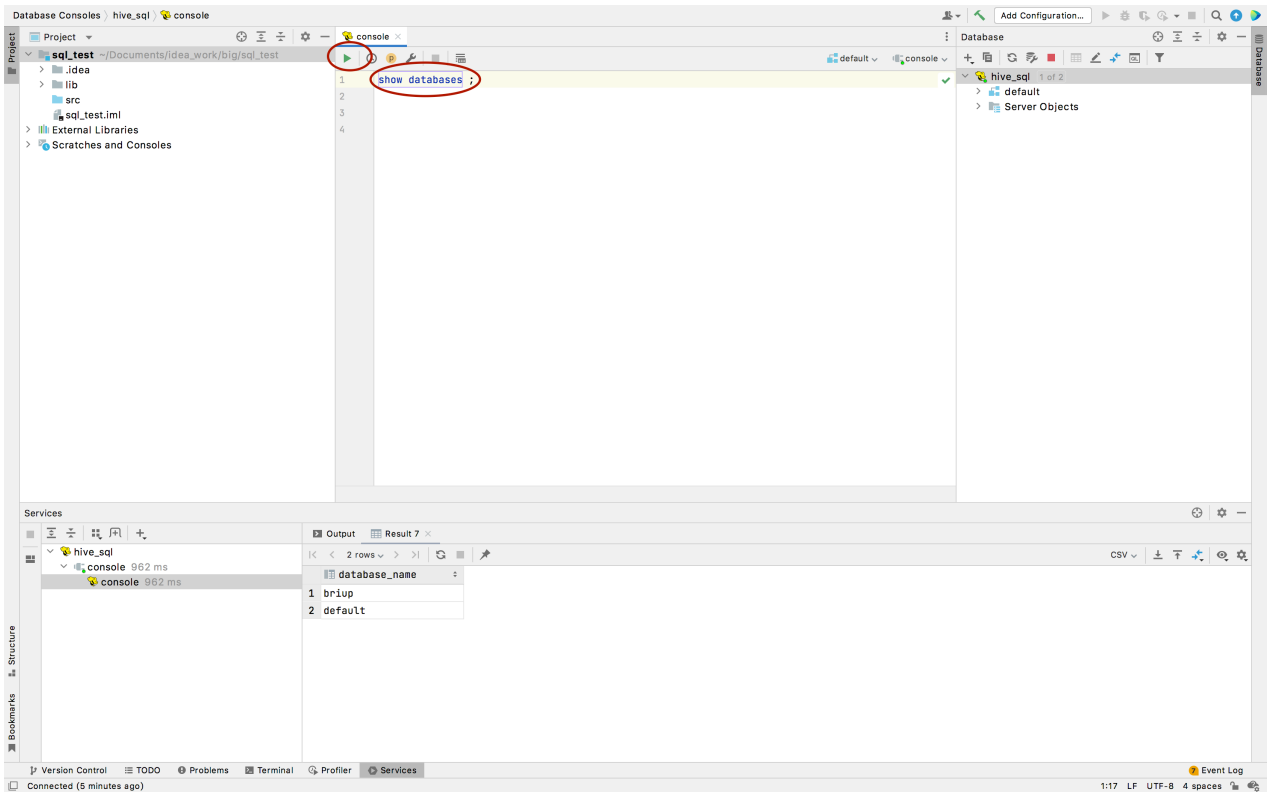 Database Consoles hive_sql console
Add Configuration...
Project
Project
console
Database
Database
sql_test ~/Documents/idea_work/big/sql_test
.idea
lib
src
sql_test.iml
External Libraries
Scratches and Consoles
p
default
console
1 show databases ;
2
3
4
hive_sql 1 of 2
default
Server Objects
QL
Services
hive_sql
console 962 ms
console 962 ms
Output Result 7
2 rows
CSV
database_name
1 briup
2 default
Structure
Bookmarks
Version Control TODO Problems Terminal Profiler Services
7 Event Log
Connected (5 minutes ago)
1:17 LF UTF-8 4 spaces